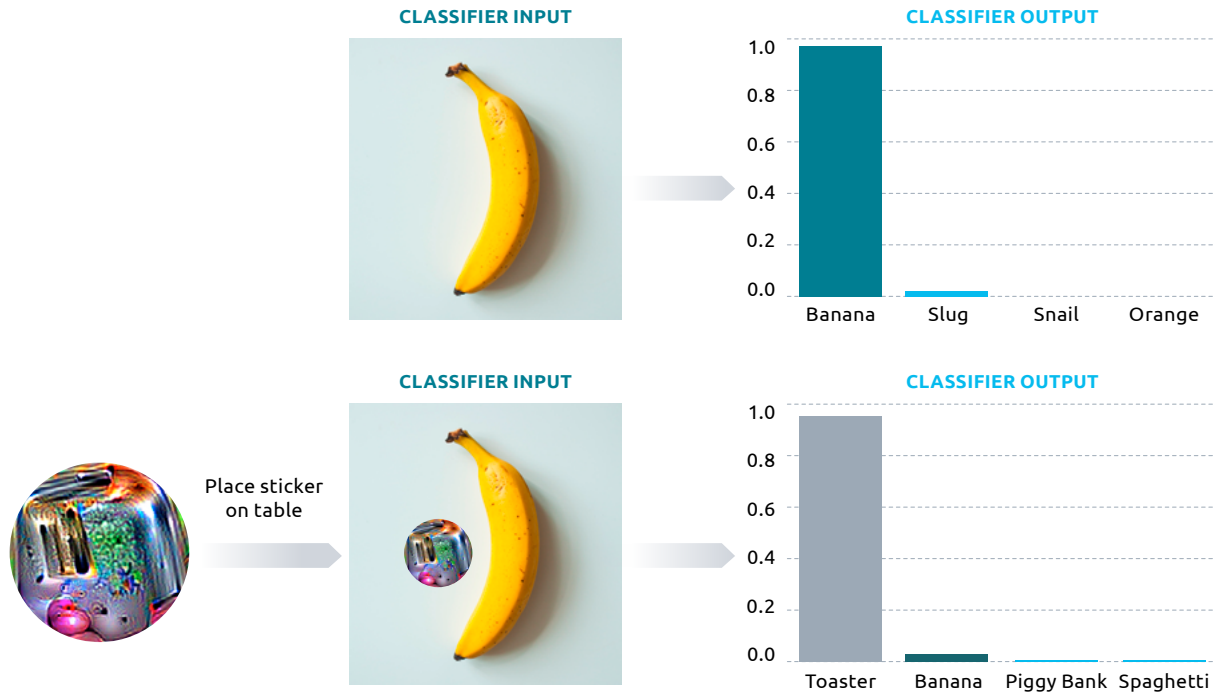 CLASSIFIER INPUT
CLASSIFIER OUTPUT
1.0
0.8
0.6
0.4
0.2
0.0
Banana Slug Snail Orange
CLASSIFIER INPUT
CLASSIFIER OUTPUT
Place sticker
on table
1.0
0.8
0.6
0.4
0.2
0.0
Toaster Banana Piggy Bank Spaghetti